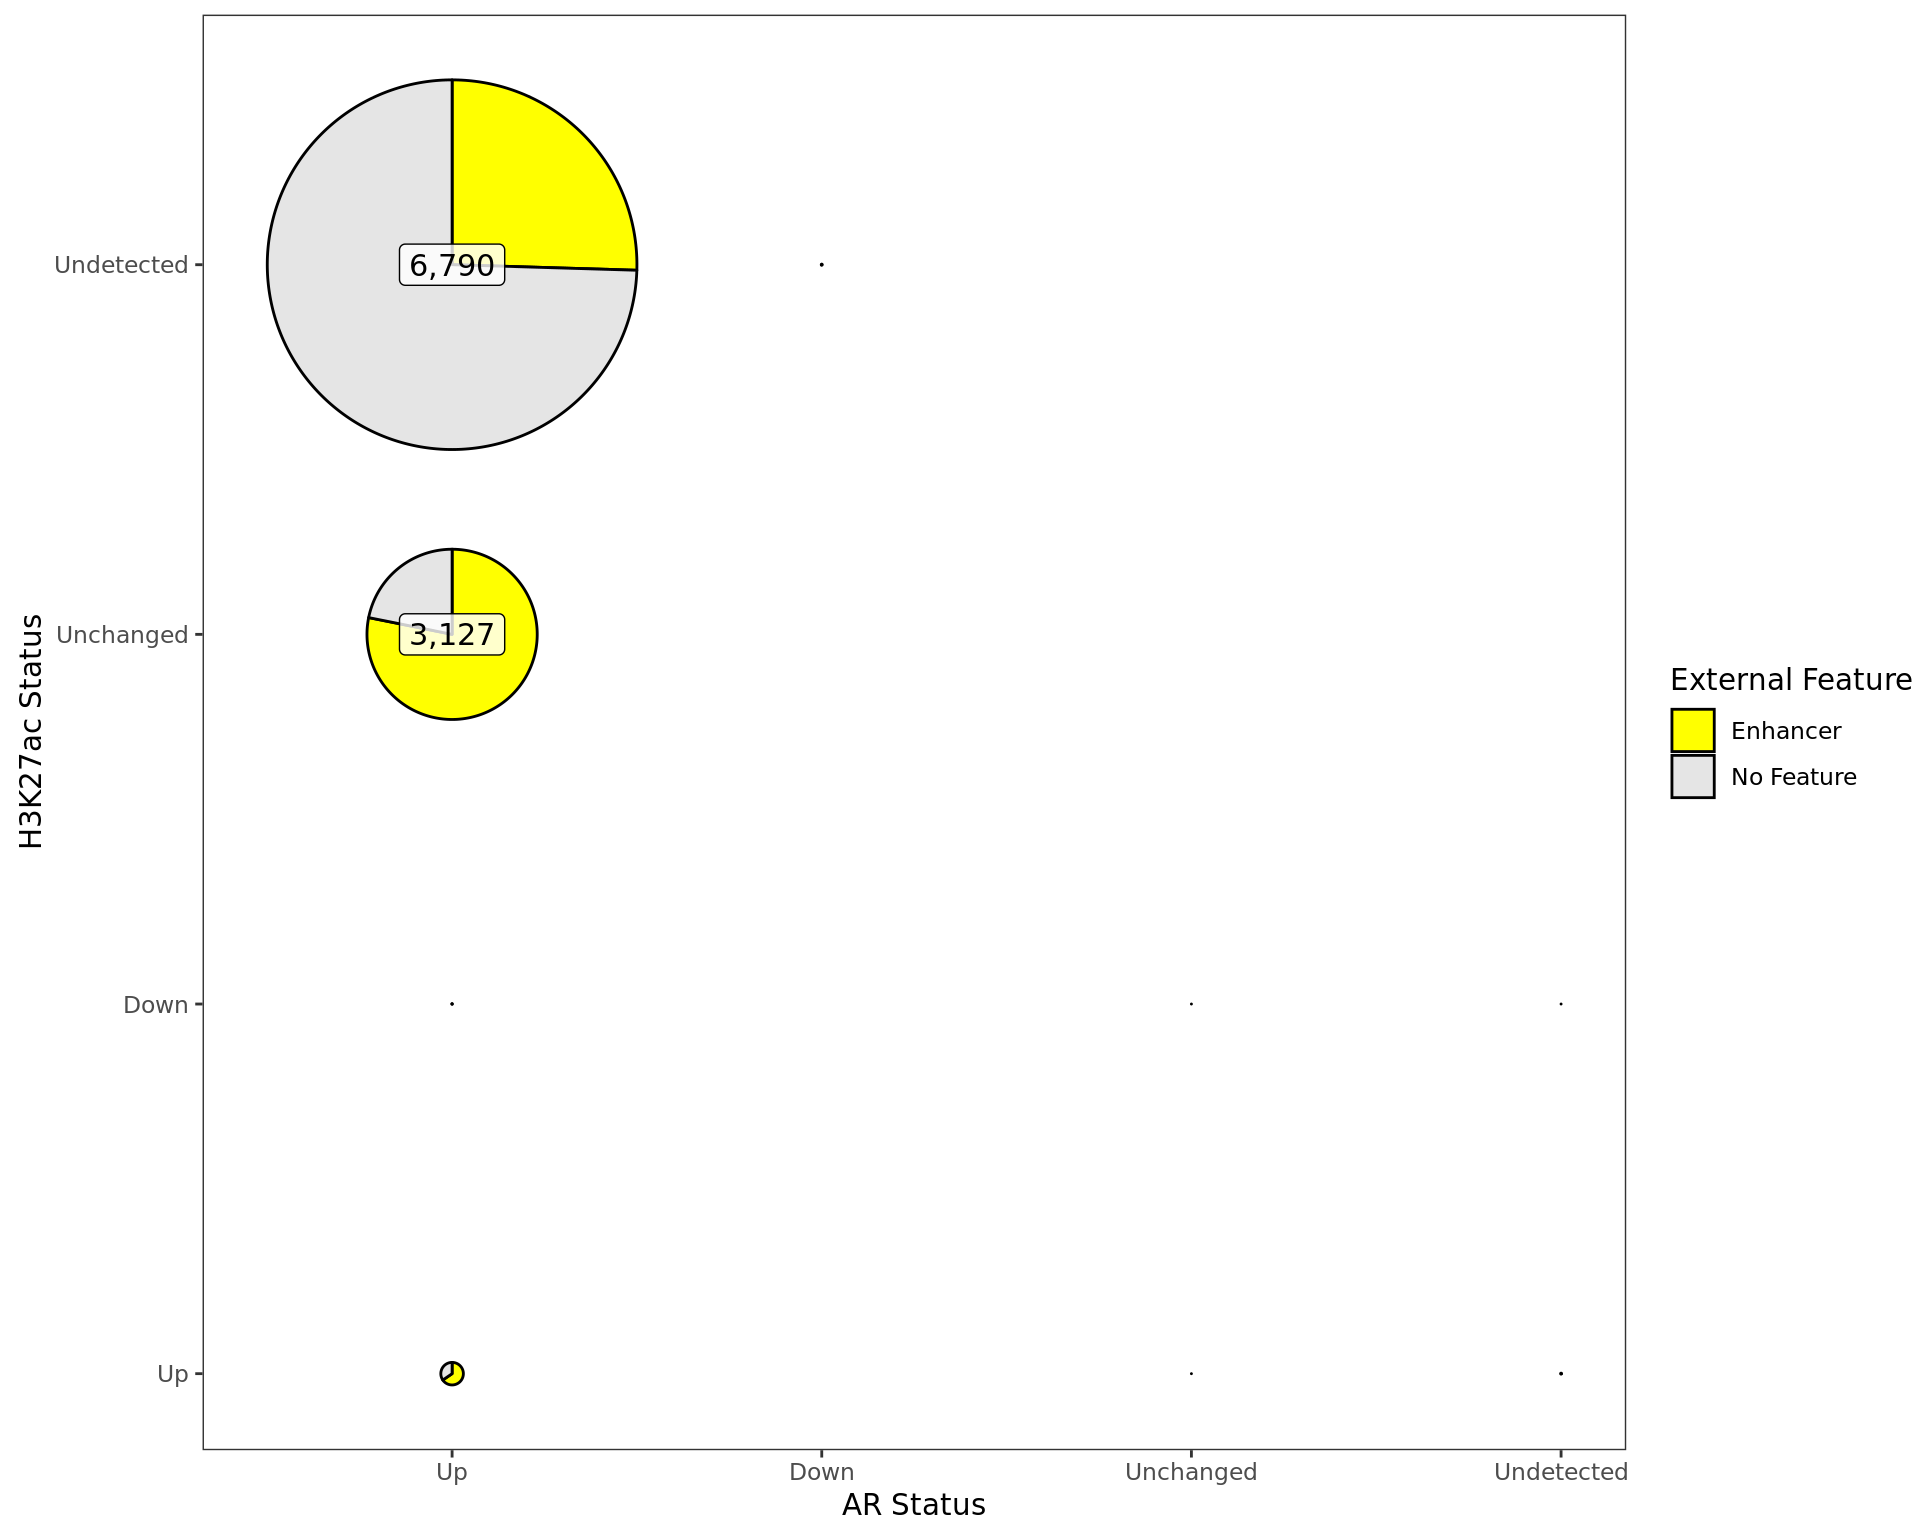 6,790
Undetected
3,127
Unchanged
Down
Up
H3K27ac Status
Up
Down
Unchanged
Undetected
AR Status
External Feature
Enhancer
No Feature